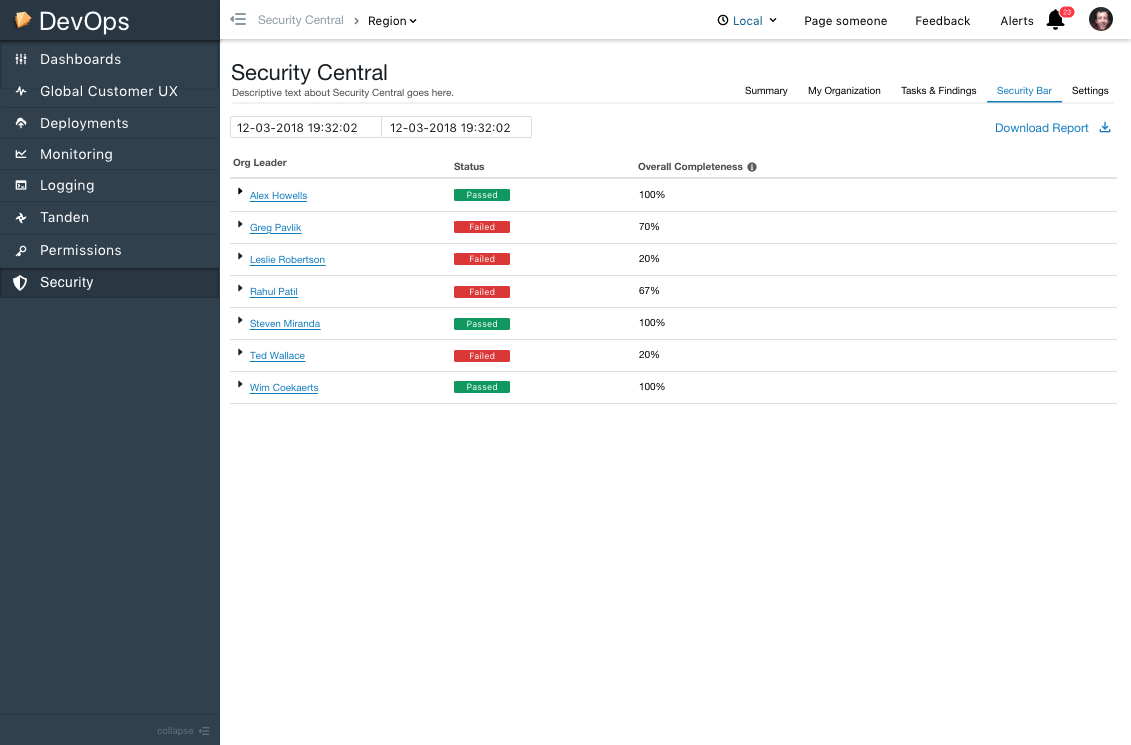 DevOps
Security Central > Region
Local
Page someone
Feedback
Alerts
23
Dashboards
Global Customer UX
Deployments
Monitoring
Logging
Tanden
Permissions
Security
collapse
Security Central
Descriptive text about Security Central goes here.
Summary
My Organization
Tasks & Findings
Security Bar
Settings
12-03-2018 19:32:02
12-03-2018 19:32:02
Download Report
Org Leader
Status
Overall Completeness
Alex Howells Passed 100%
Greg Pavlik Failed 70%
Leslie Robertson Failed 20%
Rahul Patil Failed 67%
Steven Miranda Passed 100%
Ted Wallace Failed 20%
Wim Coekaerts Passed 100%